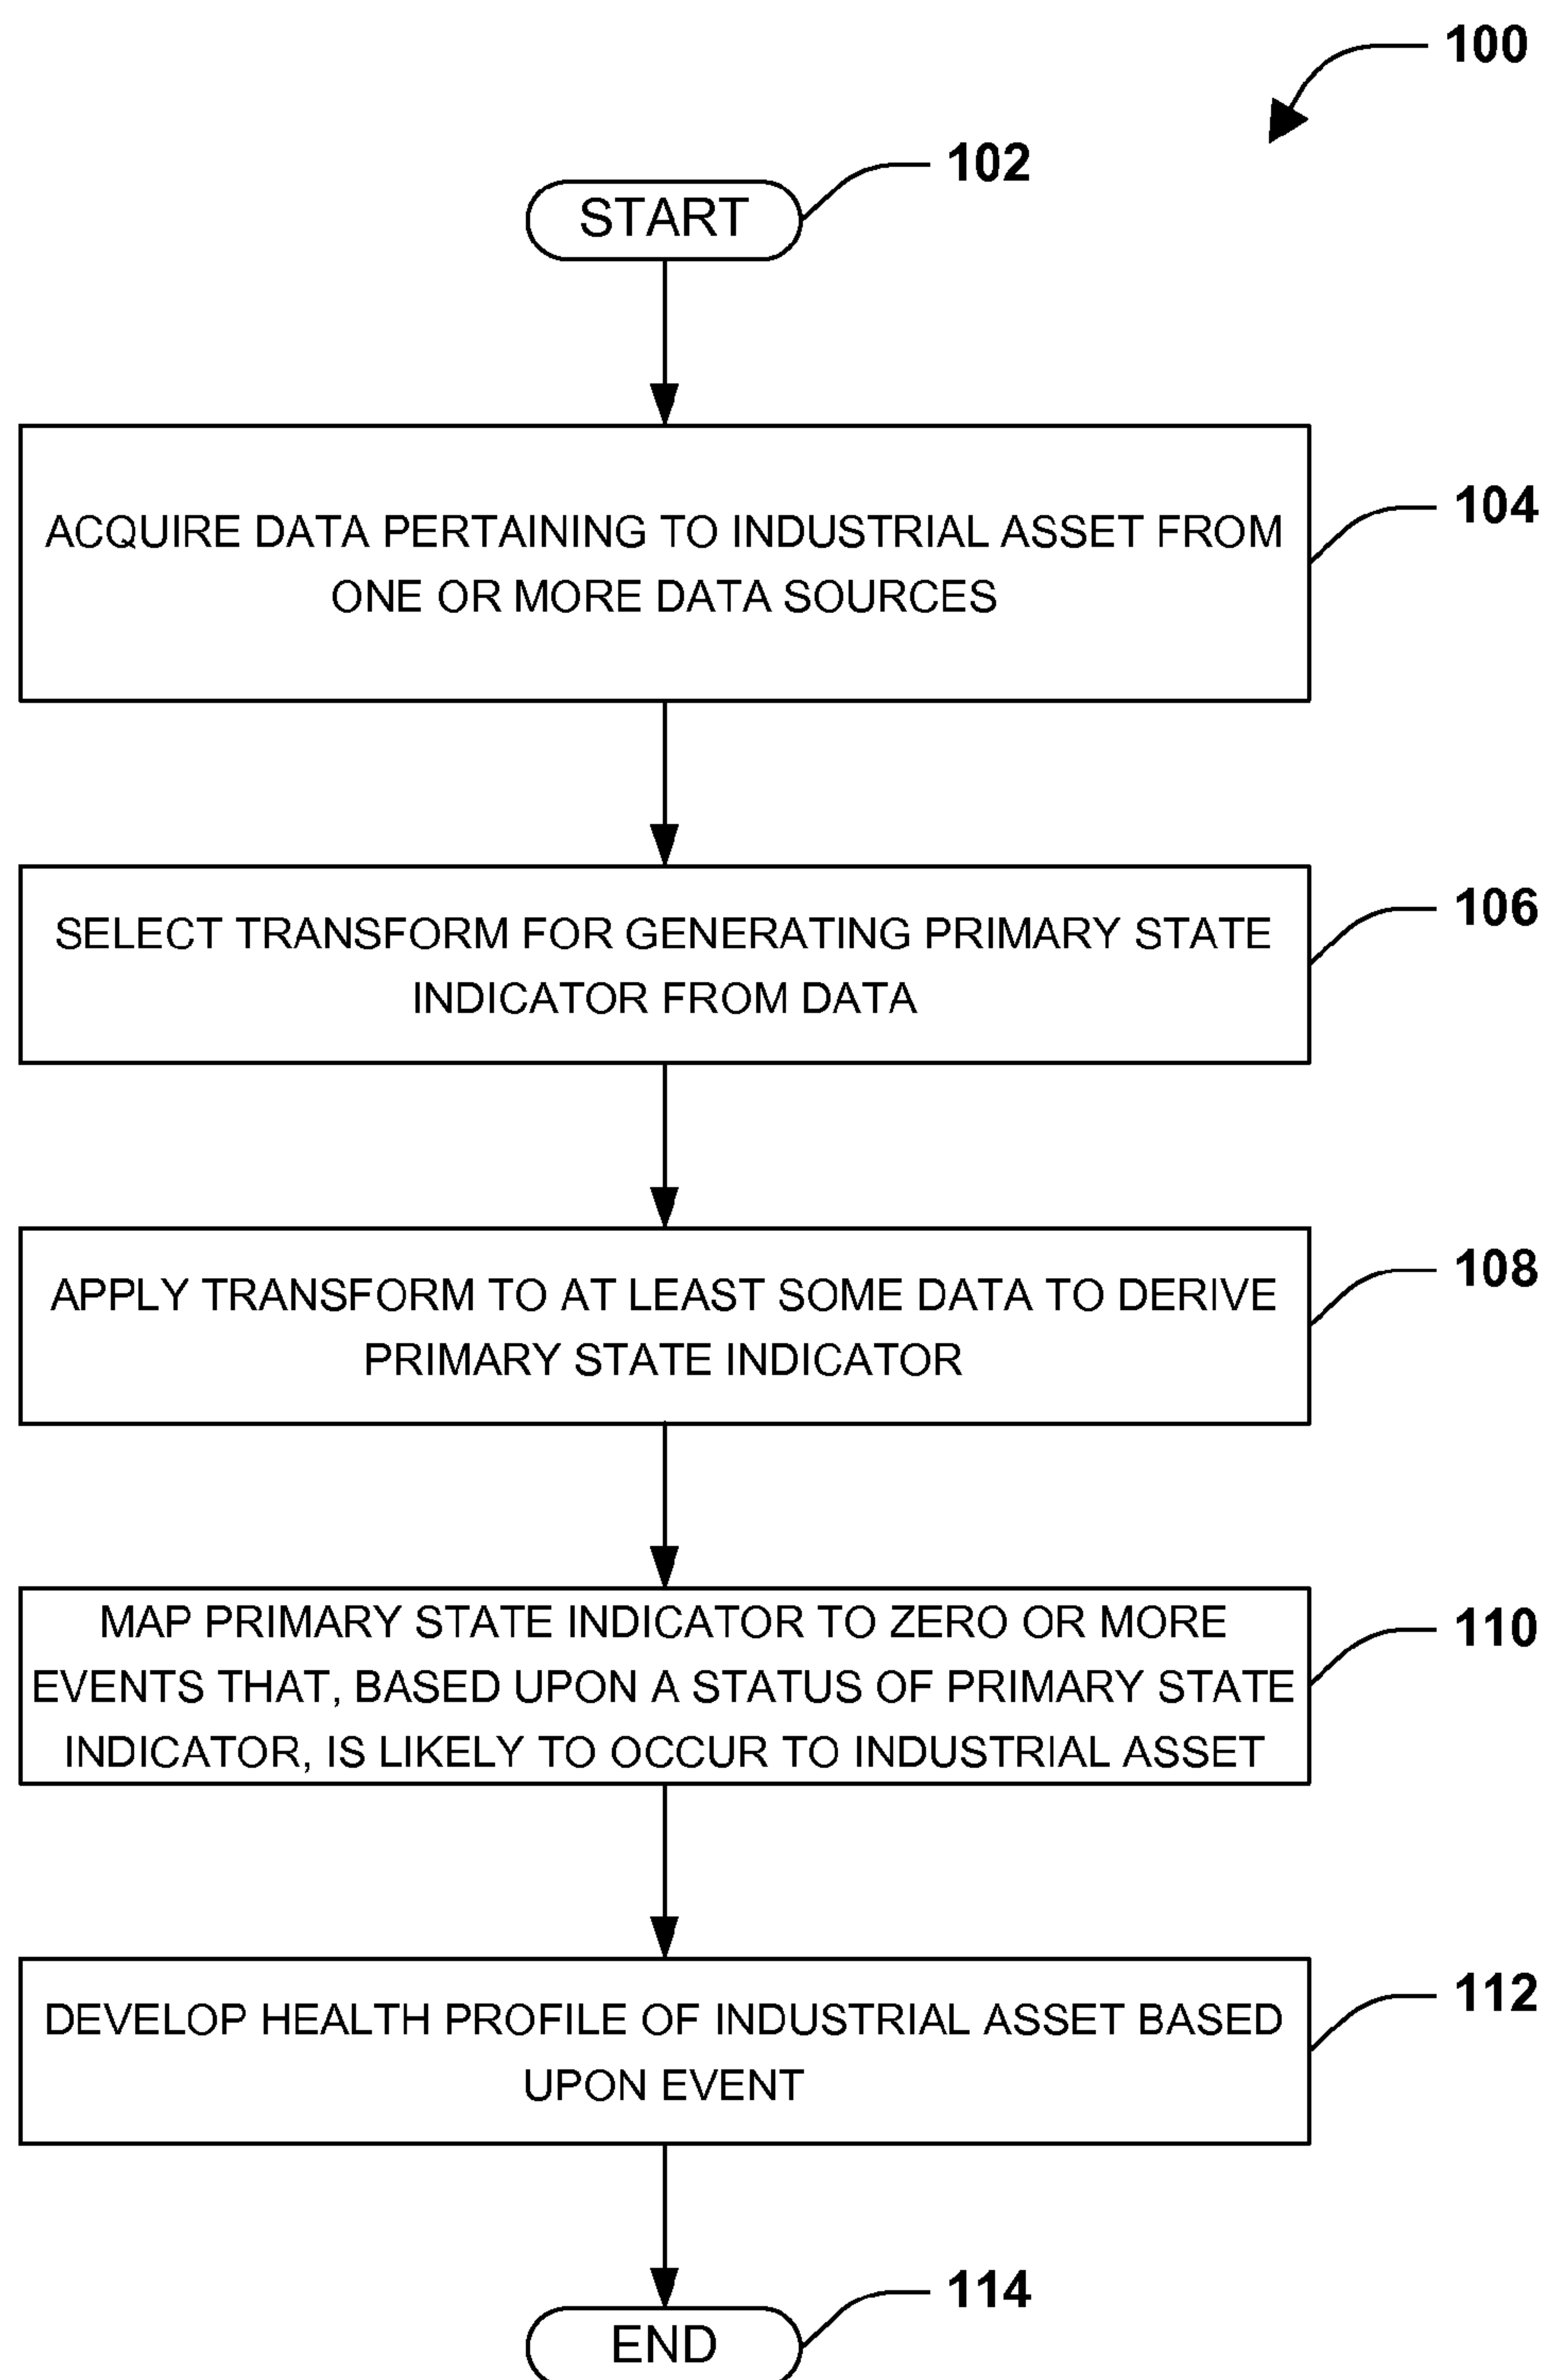 100
102
START
104
ACQUIRE DATA PERTAINING TO INDUSTRIAL ASSET FROM
ONE OR MORE DATA SOURCES
106
SELECT TRANSFORM FOR GENERATING PRIMARY STATE
INDICATOR FROM DATA
108
APPLY TRANSFORM TO AT LEAST SOME DATA TO DERIVE
PRIMARY STATE INDICATOR
110
MAP PRIMARY STATE INDICATOR TO ZERO OR MORE
EVENTS THAT, BASED UPON A STATUS OF PRIMARY STATE
INDICATOR, IS LIKELY TO OCCUR TO INDUSTRIAL ASSET
112
DEVELOP HEALTH PROFILE OF INDUSTRIAL ASSET BASED
UPON EVENT
114
END